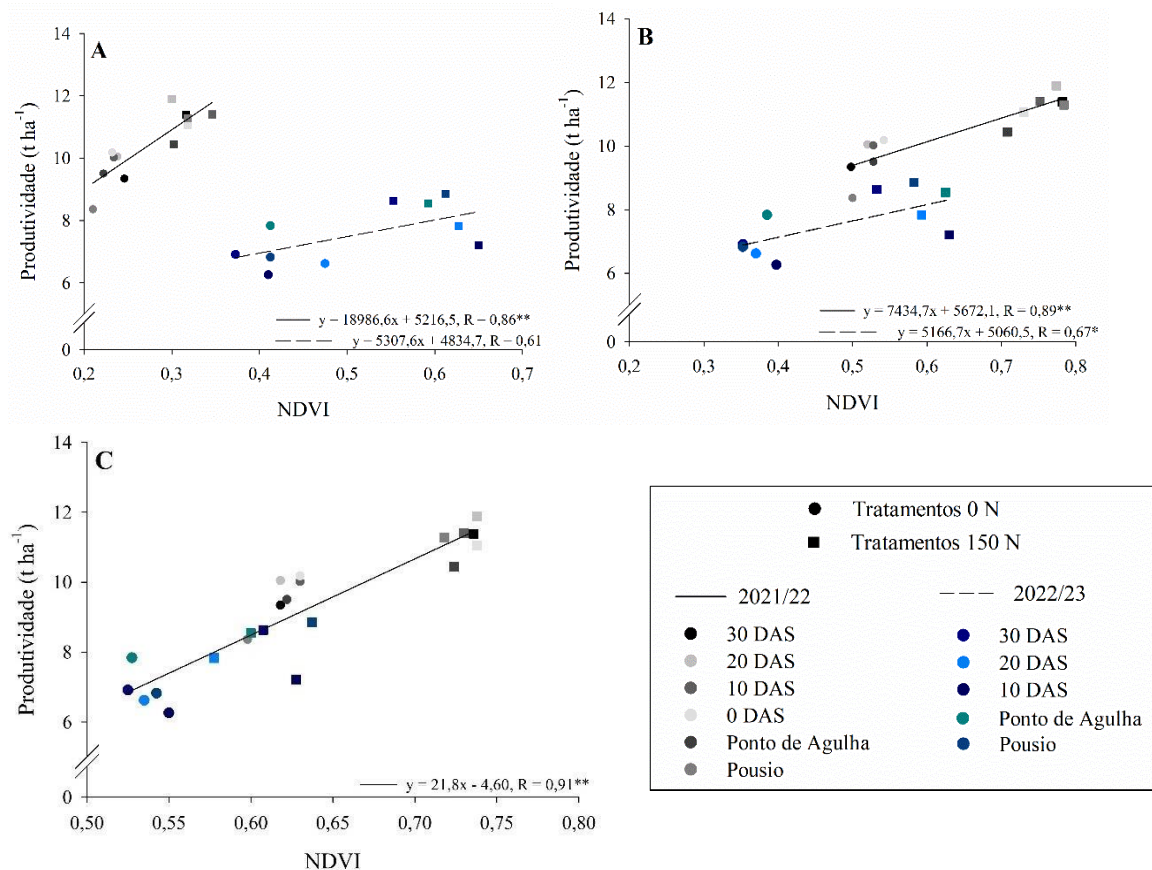 A
Produtividade (t ha⁻¹)
14
12
10
8
6
0
y = 18986,6x + 5216,5, R = 0,86**
y = 5307,6x + 4834,7, R = 0,61
0,2 0,3 0,4 0,5 0,6 0,7
NDVI
B
Produtividade (t ha⁻¹)
14
12
10
8
6
0
y = 7434,7x + 5672,1, R = 0,89**
y = 5166,7x + 5060,5, R = 0,67*
0,2 0,3 0,4 0,5 0,6 0,7 0,8
NDVI
C
Produtividade (t ha⁻¹)
14
12
10
8
6
0
y = 21,8x - 4,60, R = 0,91**
0,50 0,55 0,60 0,65 0,70 0,75 0,80
NDVI
Tratamentos 0 N
Tratamentos 150 N
2021/22
30 DAS
20 DAS
10 DAS
0 DAS
Ponto de Agulha
Pousio
2022/23
30 DAS
20 DAS
10 DAS
Ponto de Agulha
Pousio